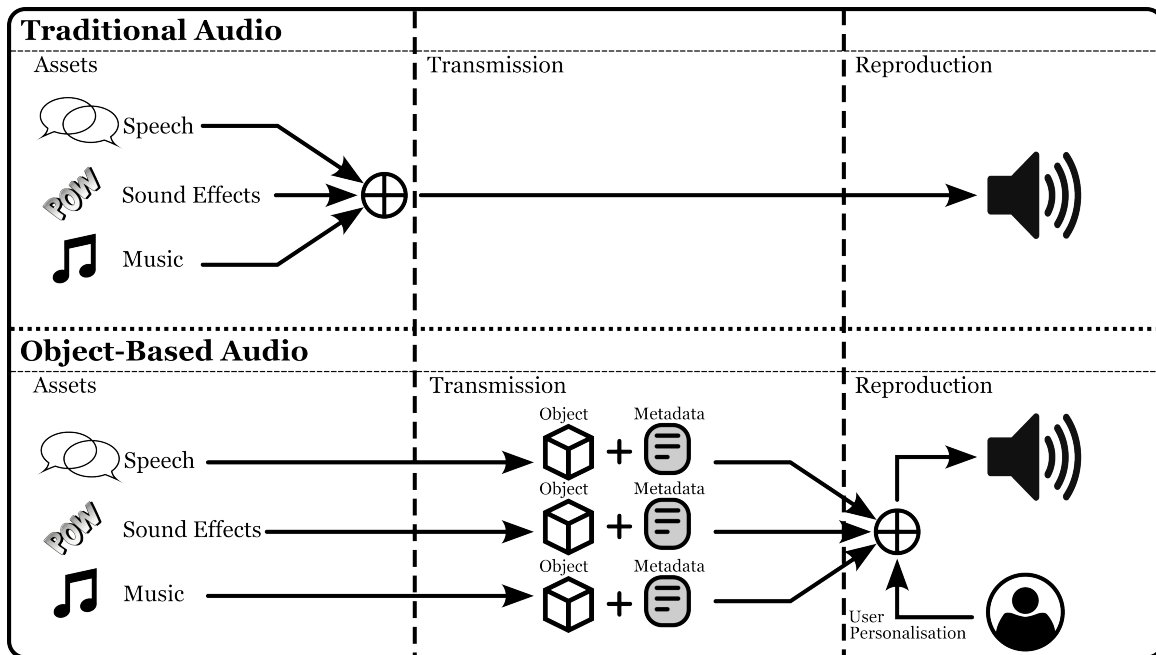 Traditional Audio
Assets
Transmission
Reproduction
Speech
POW
Sound Effects
Music
Object-Based Audio
Assets
Transmission
Reproduction
Object
Metadata
Speech
Object
Metadata
POW
Sound Effects
Object
Metadata
Music
User
Personalisation